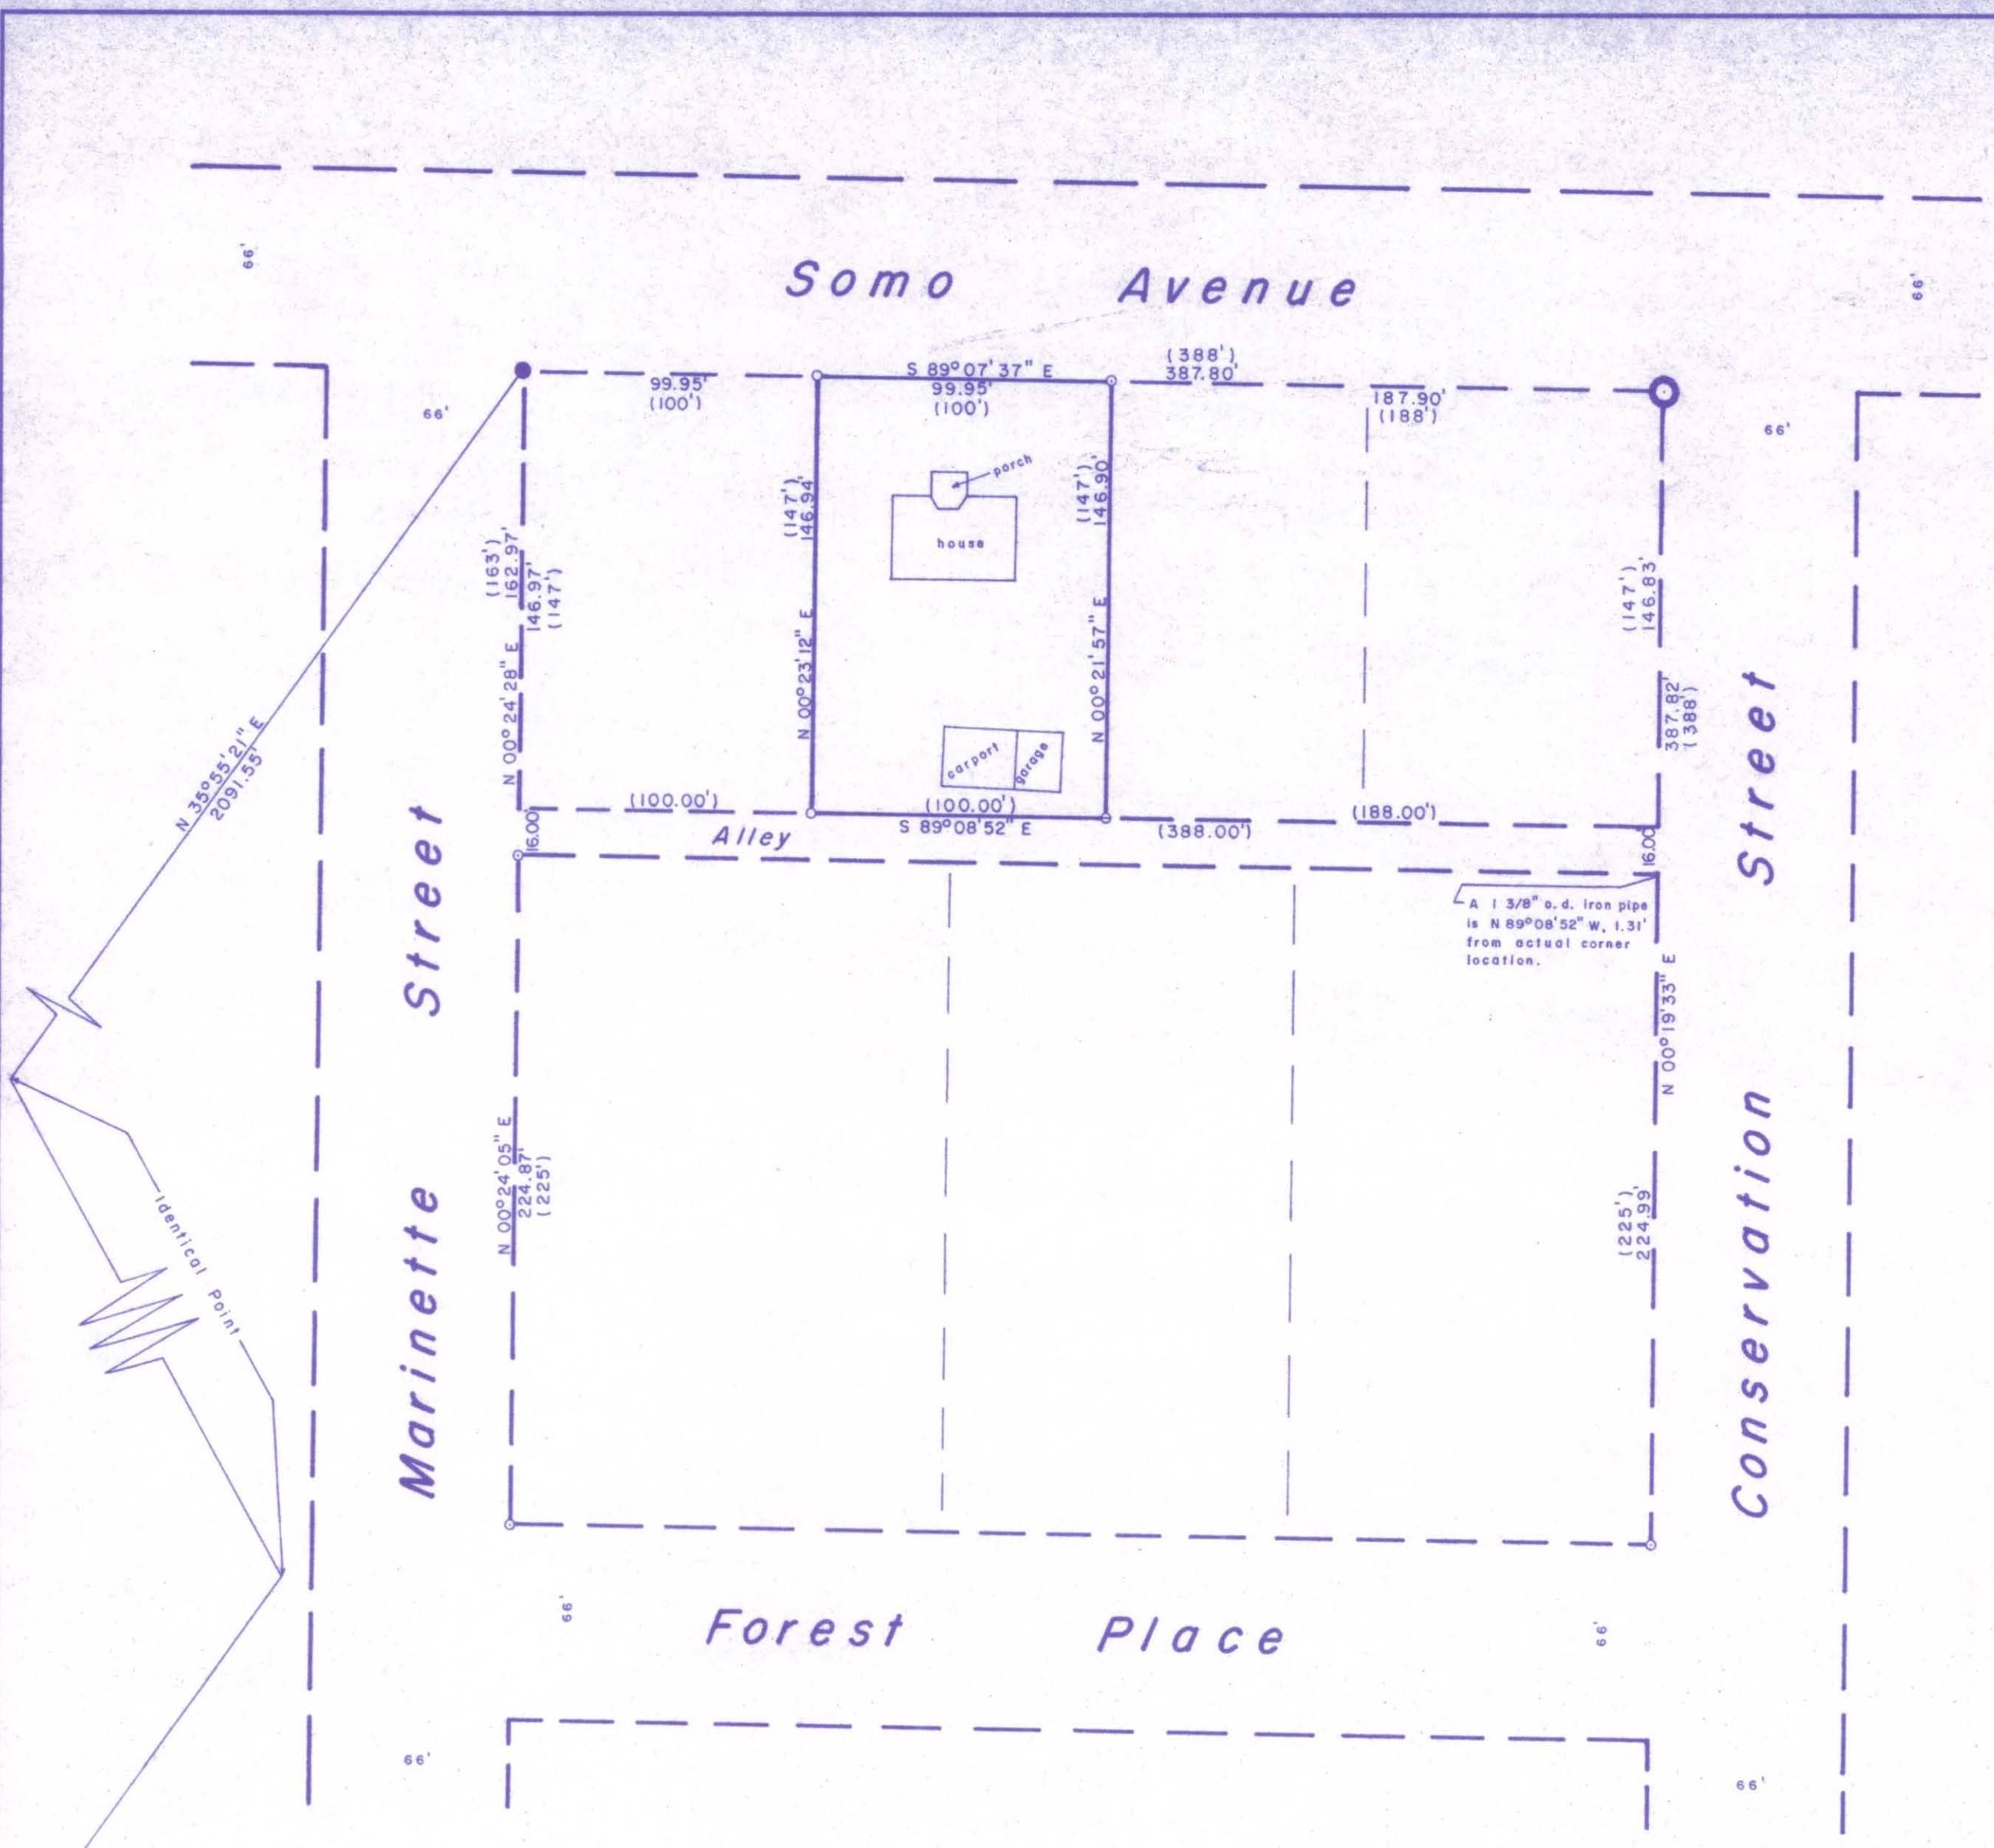 66'
66'
Somo Avenue
(388')
387.80'
S 89°07'37" E
99.95'
(100')
99.95'
(100')
187.90'
(188')
66'
66'
porch
house
(147')
146.94'
(147')
146.90'
(163')
162.97'
146.97'
(147')
(147')
146.83'
N 00°24'28" E
N 00°23'12" E
N 00°21'57" E
387.82'
(388')
N 35°55'21" E
2091.55'
carport
garage
(100.00')
(100.00')
(188.00')
S 89°08'52" E
(388.00')
Alley
16.00'
16.00'
A 1 3/8" o.d. iron pipe
is N 89°08'52" W, 1.31'
from actual corner
location.
N 00°19'33" E
Marinette Street
Conservation Street
N 00°24'05" E
224.87'
(225')
(225')
224.99'
Identical Point
66'
66'
Forest Place
66'
66'